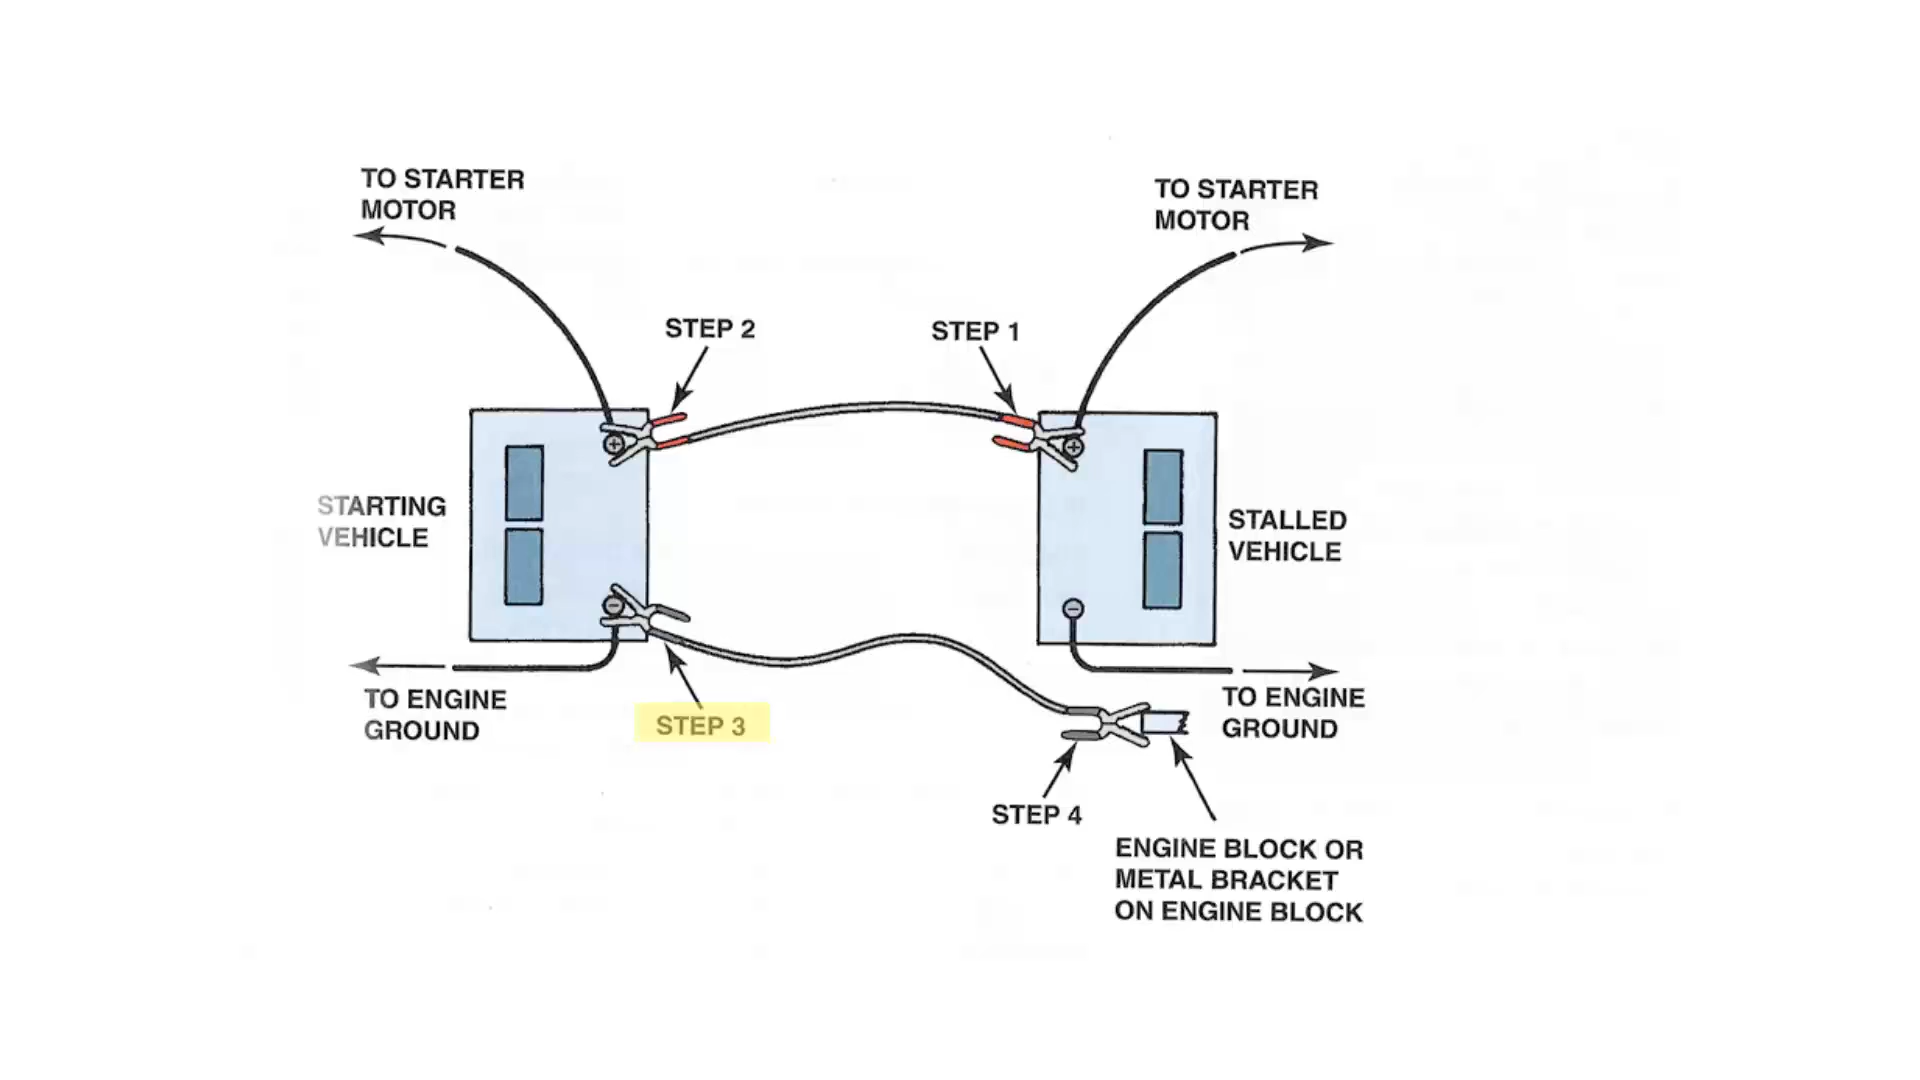 TO STARTER
MOTOR
TO STARTER
MOTOR
STEP 2
STEP 1
STARTING
VEHICLE
STALLED
VEHICLE
TO ENGINE
GROUND
STEP 3
TO ENGINE
GROUND
STEP 4
ENGINE BLOCK OR
METAL BRACKET
ON ENGINE BLOCK